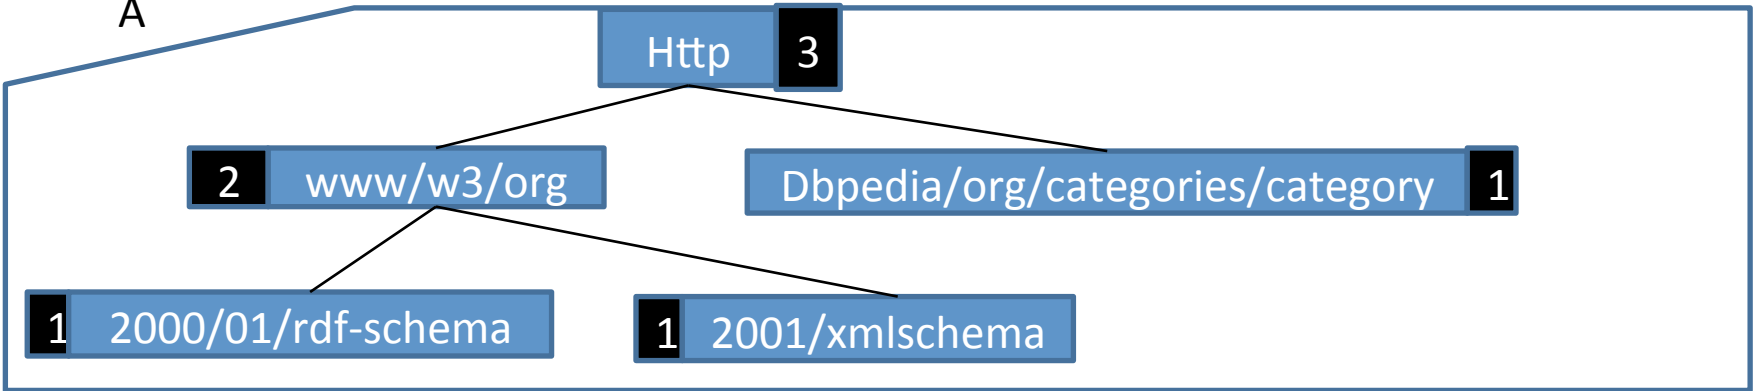 A
Http 3
2 www/w3/org
Dbpedia/org/categories/category 1
1 2000/01/rdf-schema
1 2001/xmlschema